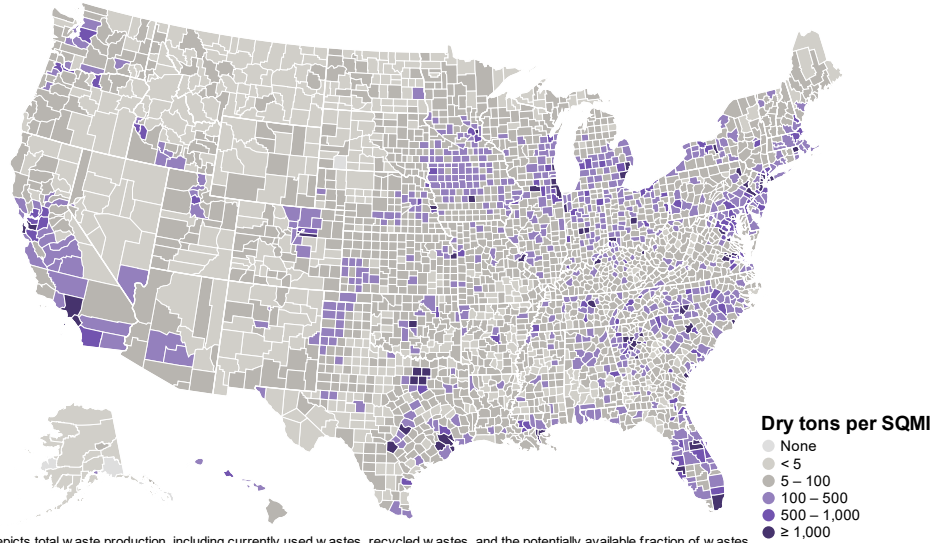 Dry tons per SQMI
None
< 5
5 – 100
100 – 500
500 – 1,000
≥ 1,000
epicts total waste production, including currently used wastes, recycled wastes, and the potentially available fraction of wastes